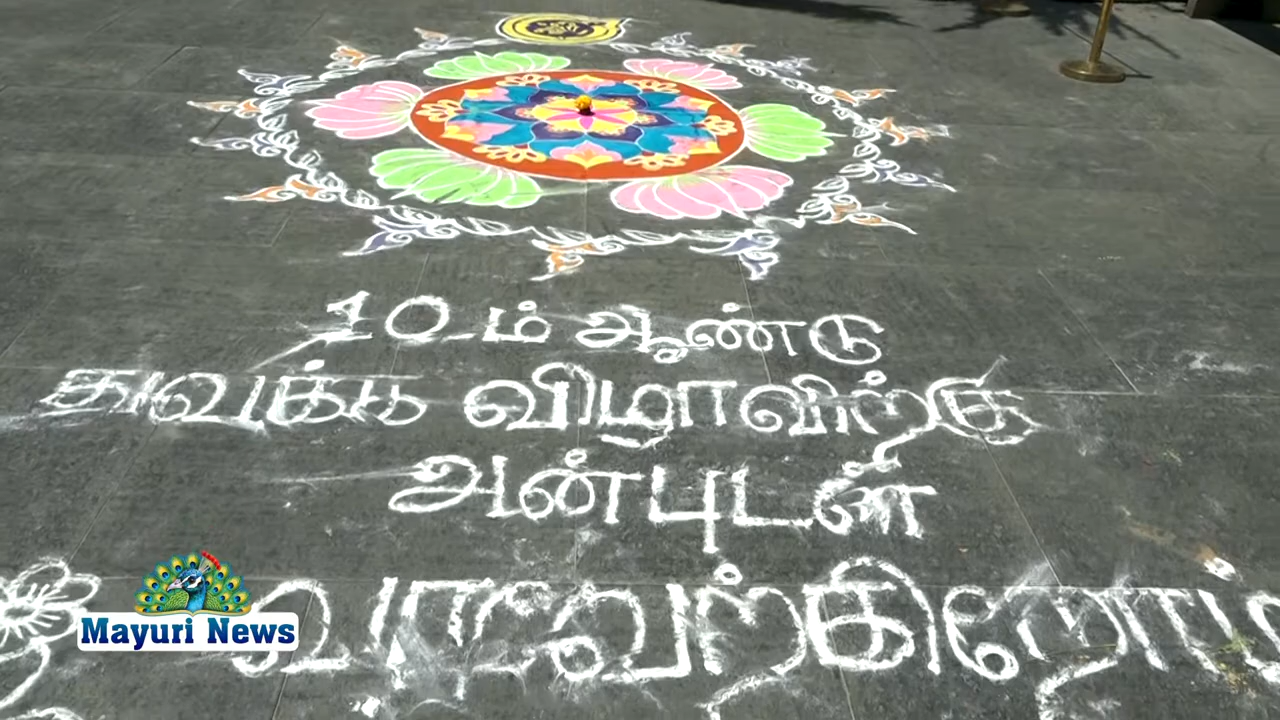 10-ம் ஆண்டு
துவக்க விழாவிற்கு
அன்புடன்
வரவேற்கிறோம்
Mayuri News